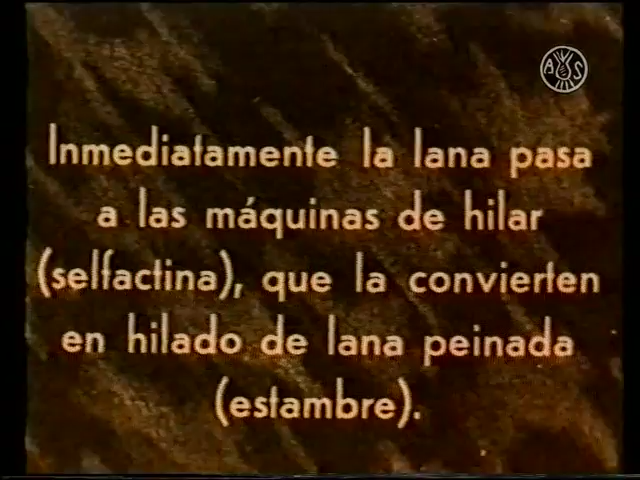 A S
Inmediatamente la lana pasa
a las máquinas de hilar
(selfactina), que la convierten
en hilado de lana peinada
(estambre).